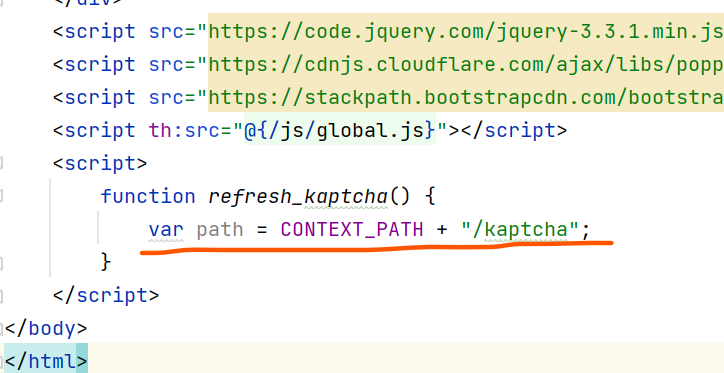 </div>
<script src="https://code.jquery.com/jquery-3.3.1.min.js
<script src="https://cdnjs.cloudflare.com/ajax/libs/popp
<script src="https://stackpath.bootstrapcdn.com/bootstra
<script th:src="@{/js/global.js}"></script>
<script>
function refresh_kaptcha() {
var path = CONTEXT_PATH + "/kaptcha";
}
</script>
</body>
</html>